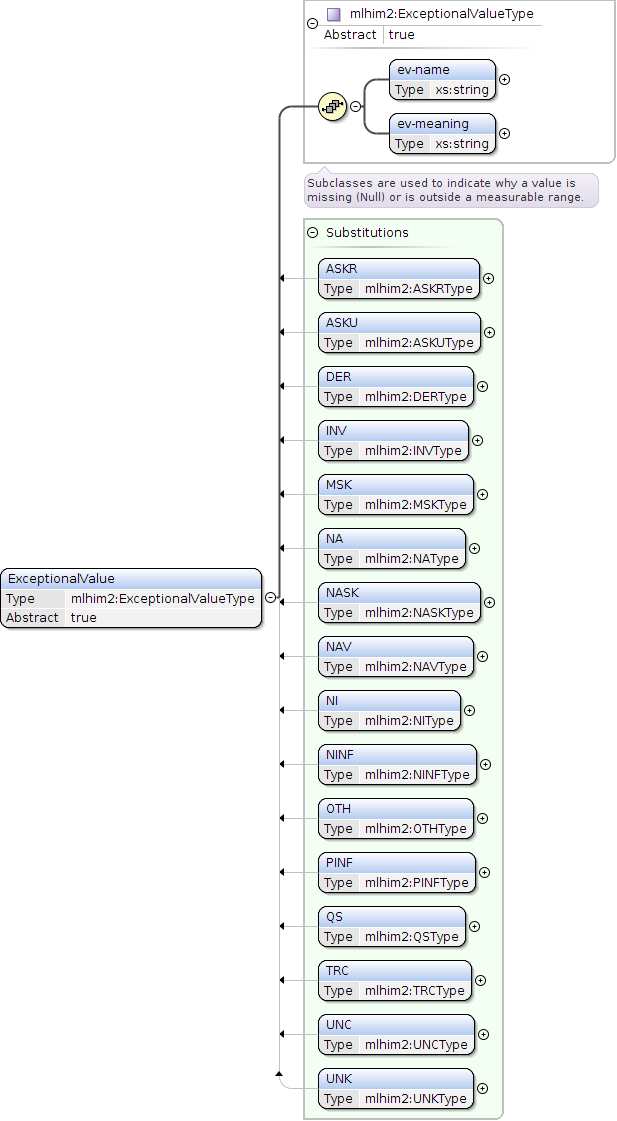 mlhim2:ExceptionalValueType
Abstract true
ev-name
Type xs:string
ev-meaning
Type xs:string
Subclasses are used to indicate why a value is
missing (Null) or is outside a measurable range.
Substitutions
ASKR
Type mlhim2:ASKRType
ASKU
Type mlhim2:ASKUType
DER
Type mlhim2:DERType
INV
Type mlhim2:INVType
MSK
Type mlhim2:MSKType
NA
Type mlhim2:NAType
ExceptionalValue
Type mlhim2:ExceptionalValueType
Abstract true
NASK
Type mlhim2:NASKType
NAV
Type mlhim2:NAVType
NI
Type mlhim2:NIType
NINF
Type mlhim2:NINFType
OTH
Type mlhim2:OTHType
PINF
Type mlhim2:PINFType
QS
Type mlhim2:QSType
TRC
Type mlhim2:TRCType
UNC
Type mlhim2:UNCType
UNK
Type mlhim2:UNKType